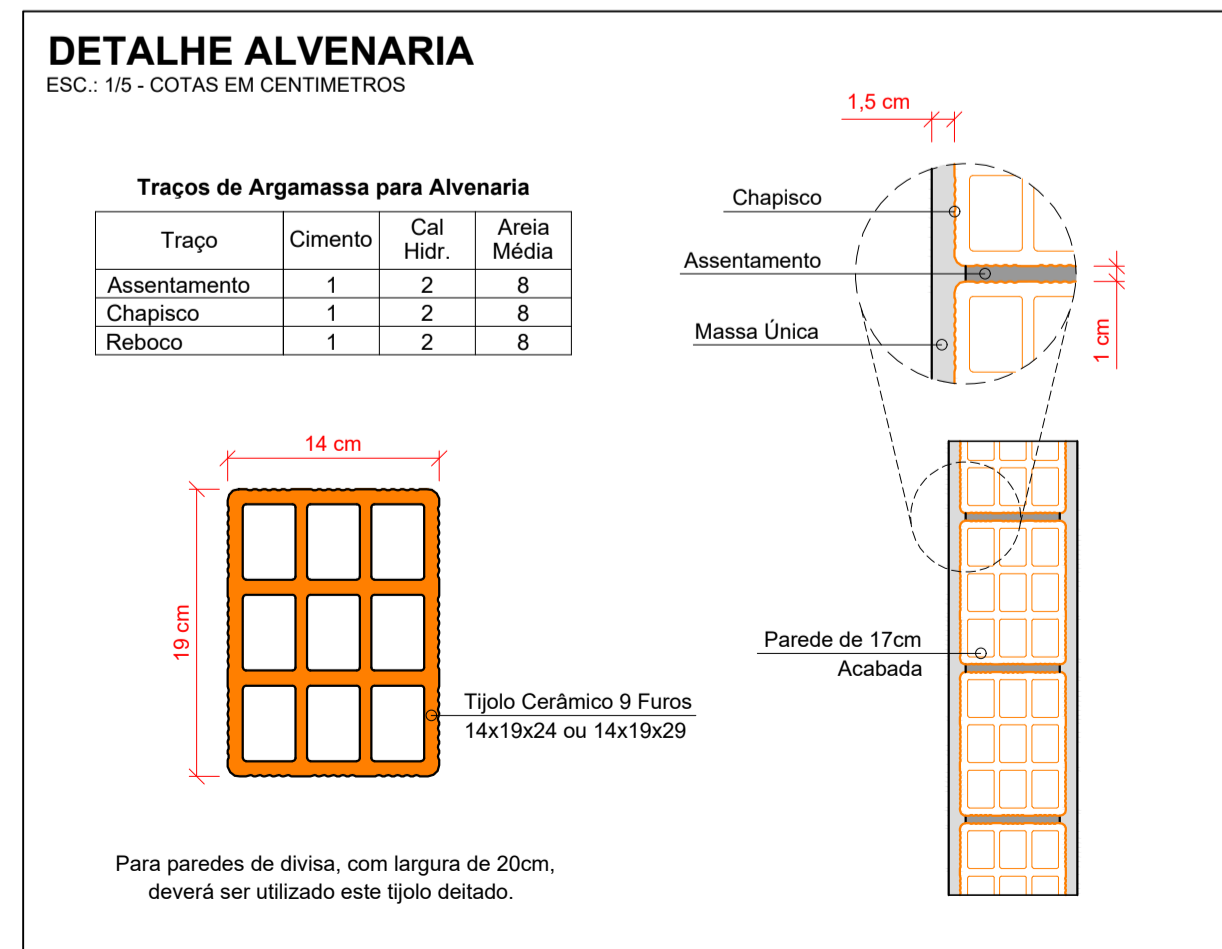 DETALHE ALVENARIA
ESC.: 1/5 - COTAS EM CENTIMETROS
Traços de Argamassa para Alvenaria
Traço Cimento Cal Hidr. Areia Média
Assentamento 1 2 8
Chapisco 1 2 8
Reboco 1 2 8
1,5 cm
Chapisco
Assentamento
Massa Única
1 cm
14 cm
19 cm
Tijolo Cerâmico 9 Furos
14x19x24 ou 14x19x29
Parede de 17cm
Acabada
Para paredes de divisa, com largura de 20cm,
deverá ser utilizado este tijolo deitado.